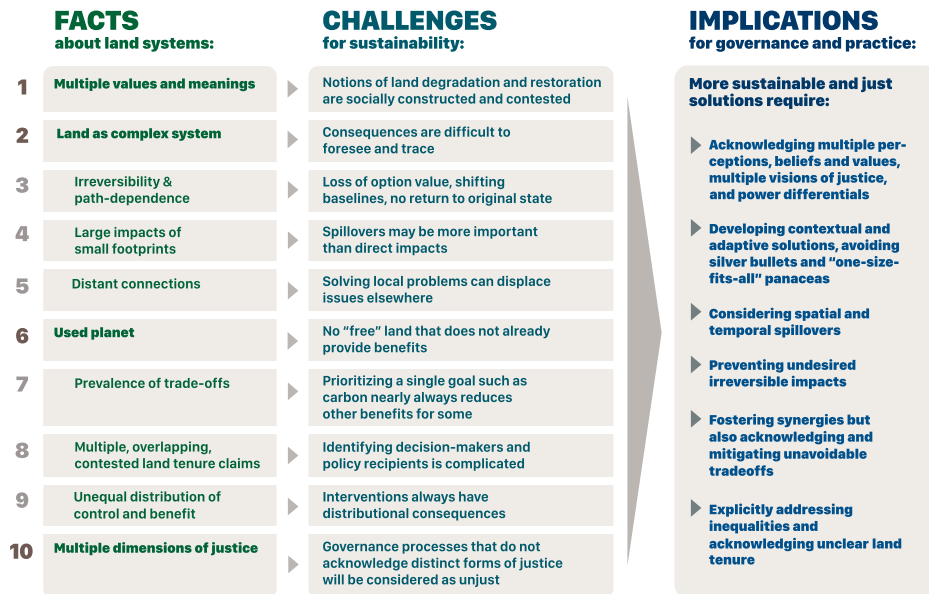 FACTS
about land systems:
CHALLENGES
for sustainability:
IMPLICATIONS
for governance and practice:
1
Multiple values and meanings
Notions of land degradation and restoration
are socially constructed and contested
2
Land as complex system
Consequences are difficult to
foresee and trace
3
Irreversibility &
path-dependence
Loss of option value, shifting
baselines, no return to original state
4
Large impacts of
small footprints
Spillovers may be more important
than direct impacts
5
Distant connections
Solving local problems can displace
issues elsewhere
6
Used planet
No “free” land that does not already
provide benefits
7
Prevalence of trade-offs
Prioritizing a single goal such as
carbon nearly always reduces
other benefits for some
8
Multiple, overlapping,
contested land tenure claims
Identifying decision-makers and
policy recipients is complicated
9
Unequal distribution of
control and benefit
Interventions always have
distributional consequences
10
Multiple dimensions of justice
Governance processes that do not
acknowledge distinct forms of justice
will be considered as unjust
More sustainable and just
solutions require:
Acknowledging multiple per-
ceptions, beliefs and values,
multiple visions of justice,
and power differentials
Developing contextual and
adaptive solutions, avoiding
silver bullets and “one-size-
fits-all” panaceas
Considering spatial and
temporal spillovers
Preventing undesired
irreversible impacts
Fostering synergies but
also acknowledging and
mitigating unavoidable
tradeoffs
Explicitly addressing
inequalities and
acknowledging unclear land
tenure